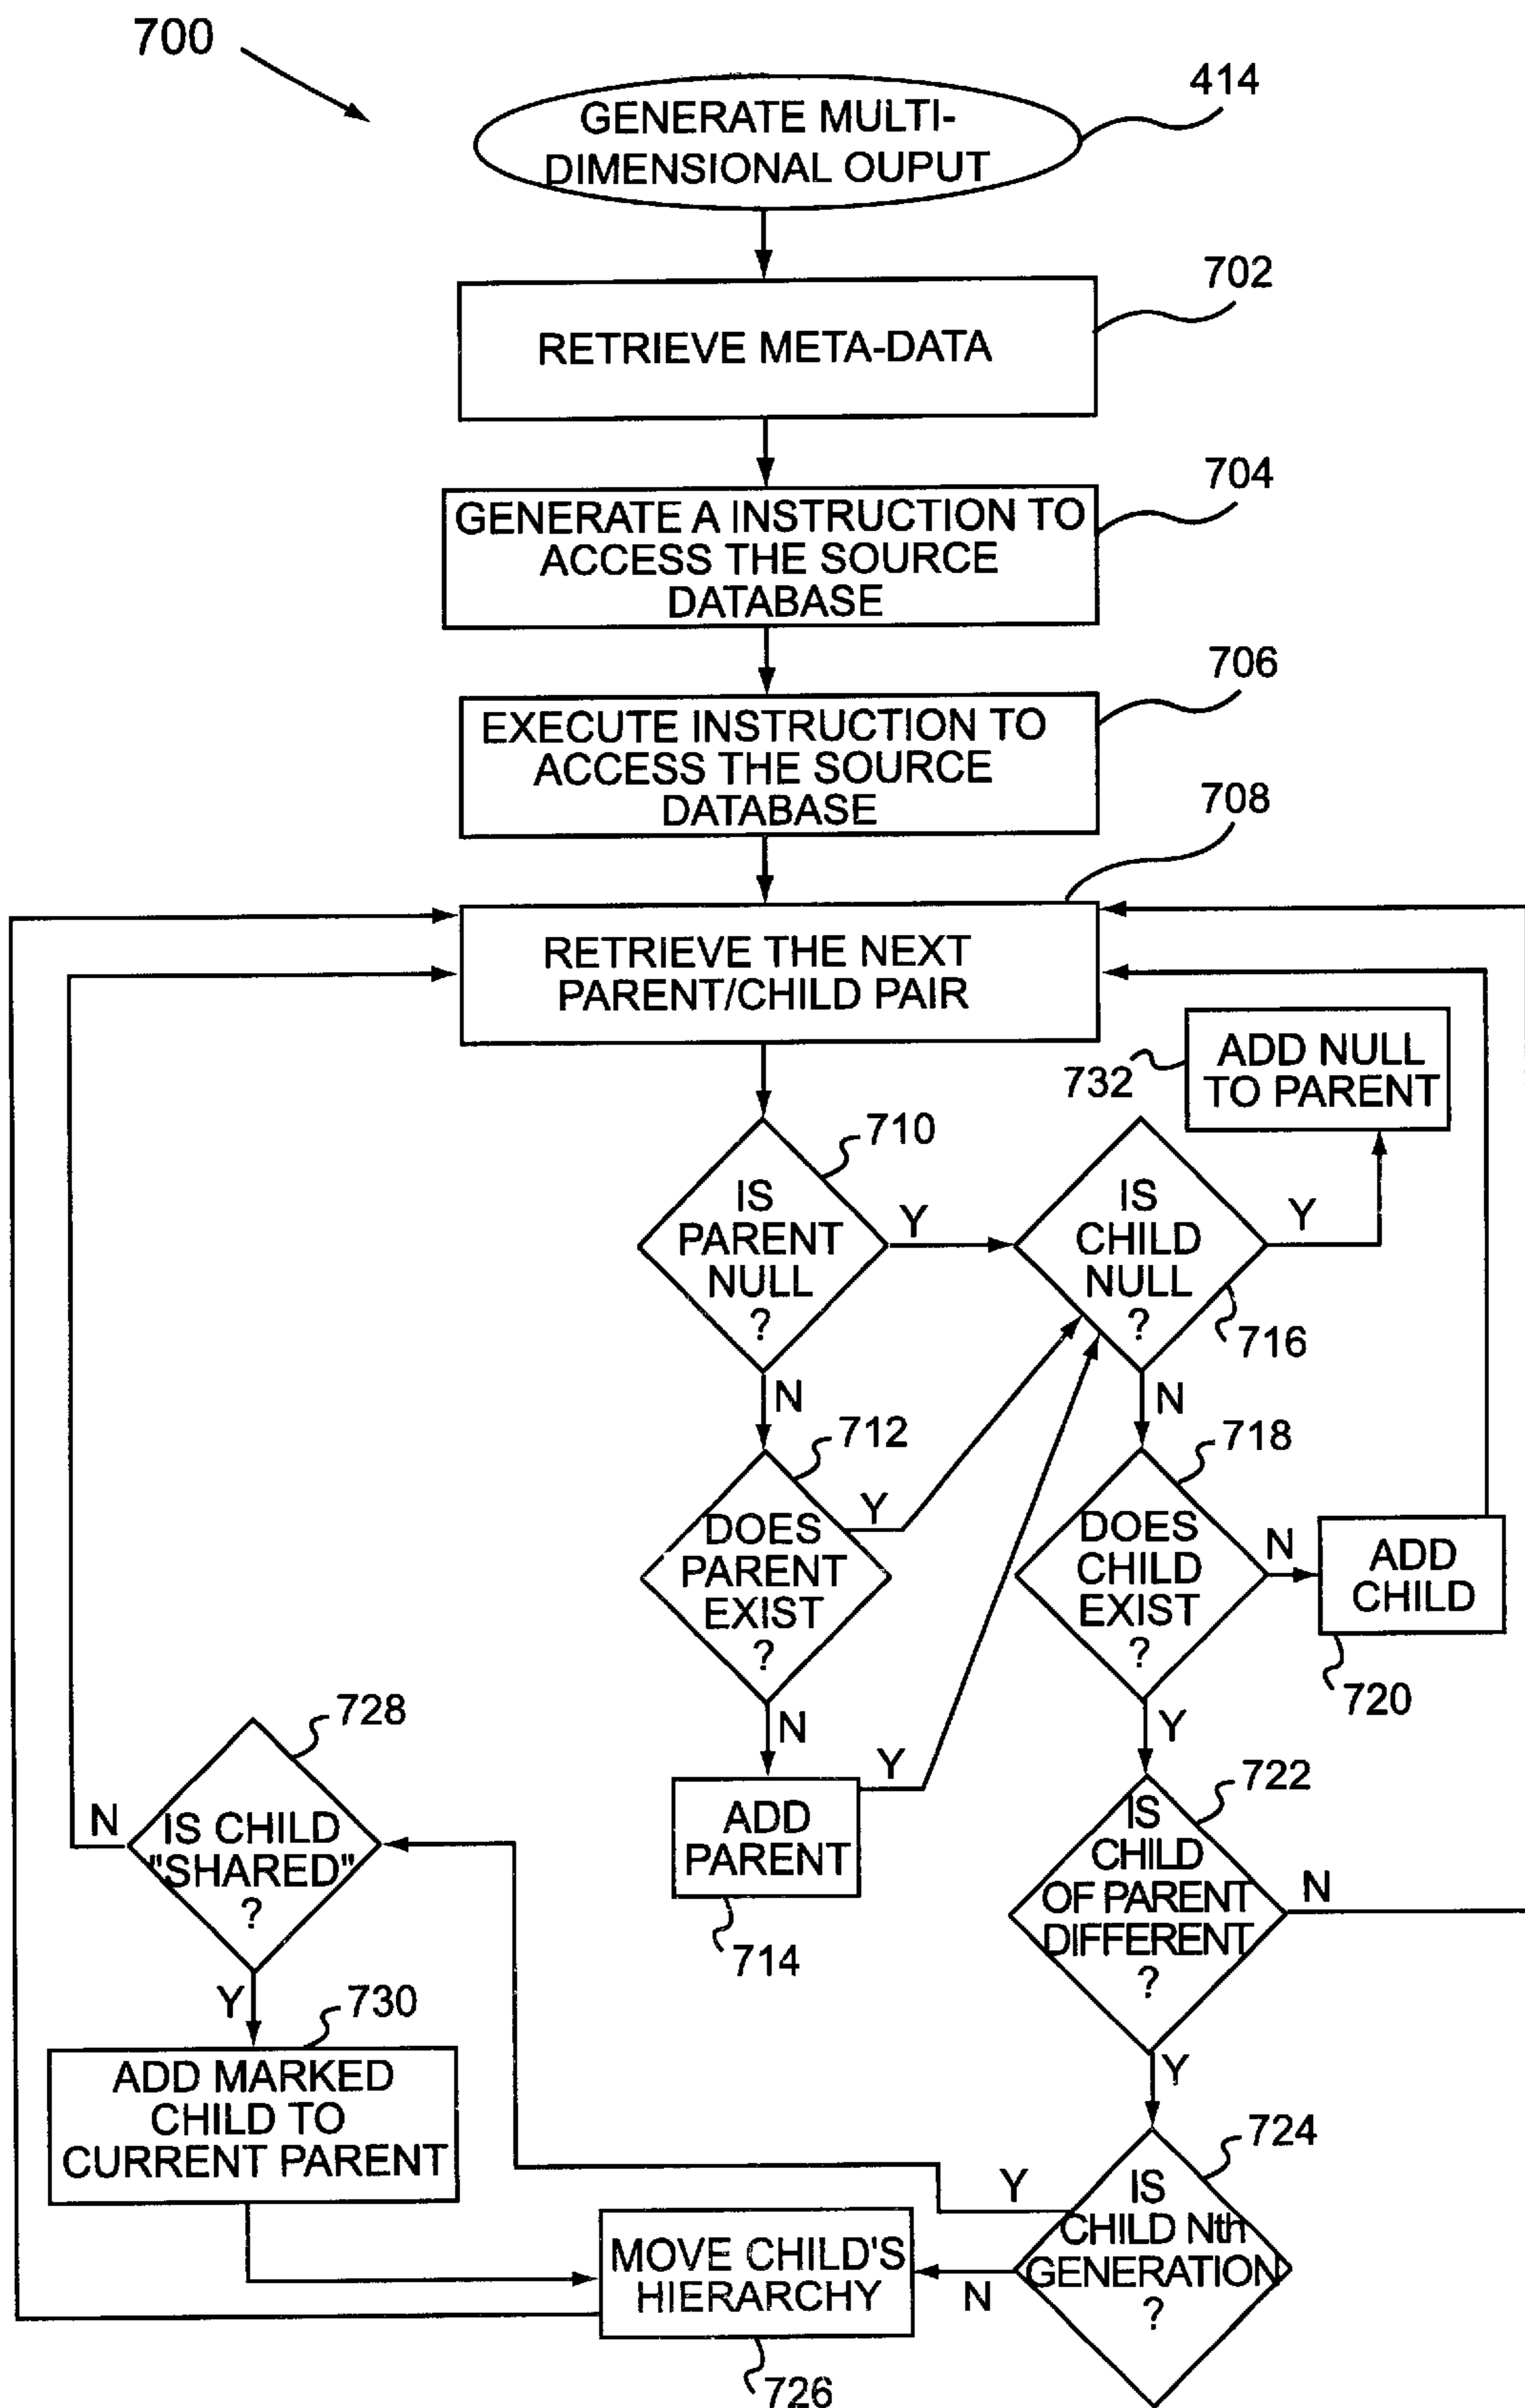 700
414
GENERATE MULTI-
DIMENSIONAL OUPUT
702
RETRIEVE META-DATA
704
GENERATE A INSTRUCTION TO
ACCESS THE SOURCE
DATABASE
706
EXECUTE INSTRUCTION TO
ACCESS THE SOURCE
DATABASE
708
RETRIEVE THE NEXT
PARENT/CHILD PAIR
732
ADD NULL
TO PARENT
710
IS
PARENT
NULL
?
Y
IS
CHILD
NULL
?
Y
716
N
N
712
DOES
PARENT
EXIST
?
Y
718
DOES
CHILD
EXIST
?
N
ADD
CHILD
720
N
Y
ADD
PARENT
Y
714
728
IS CHILD
"SHARED"
?
N
Y
722
IS
CHILD
OF PARENT
DIFFERENT
?
N
Y
730
ADD MARKED
CHILD TO
CURRENT PARENT
724
IS
CHILD Nth
GENERATION
?
Y
N
MOVE CHILD'S
HIERARCHY
726